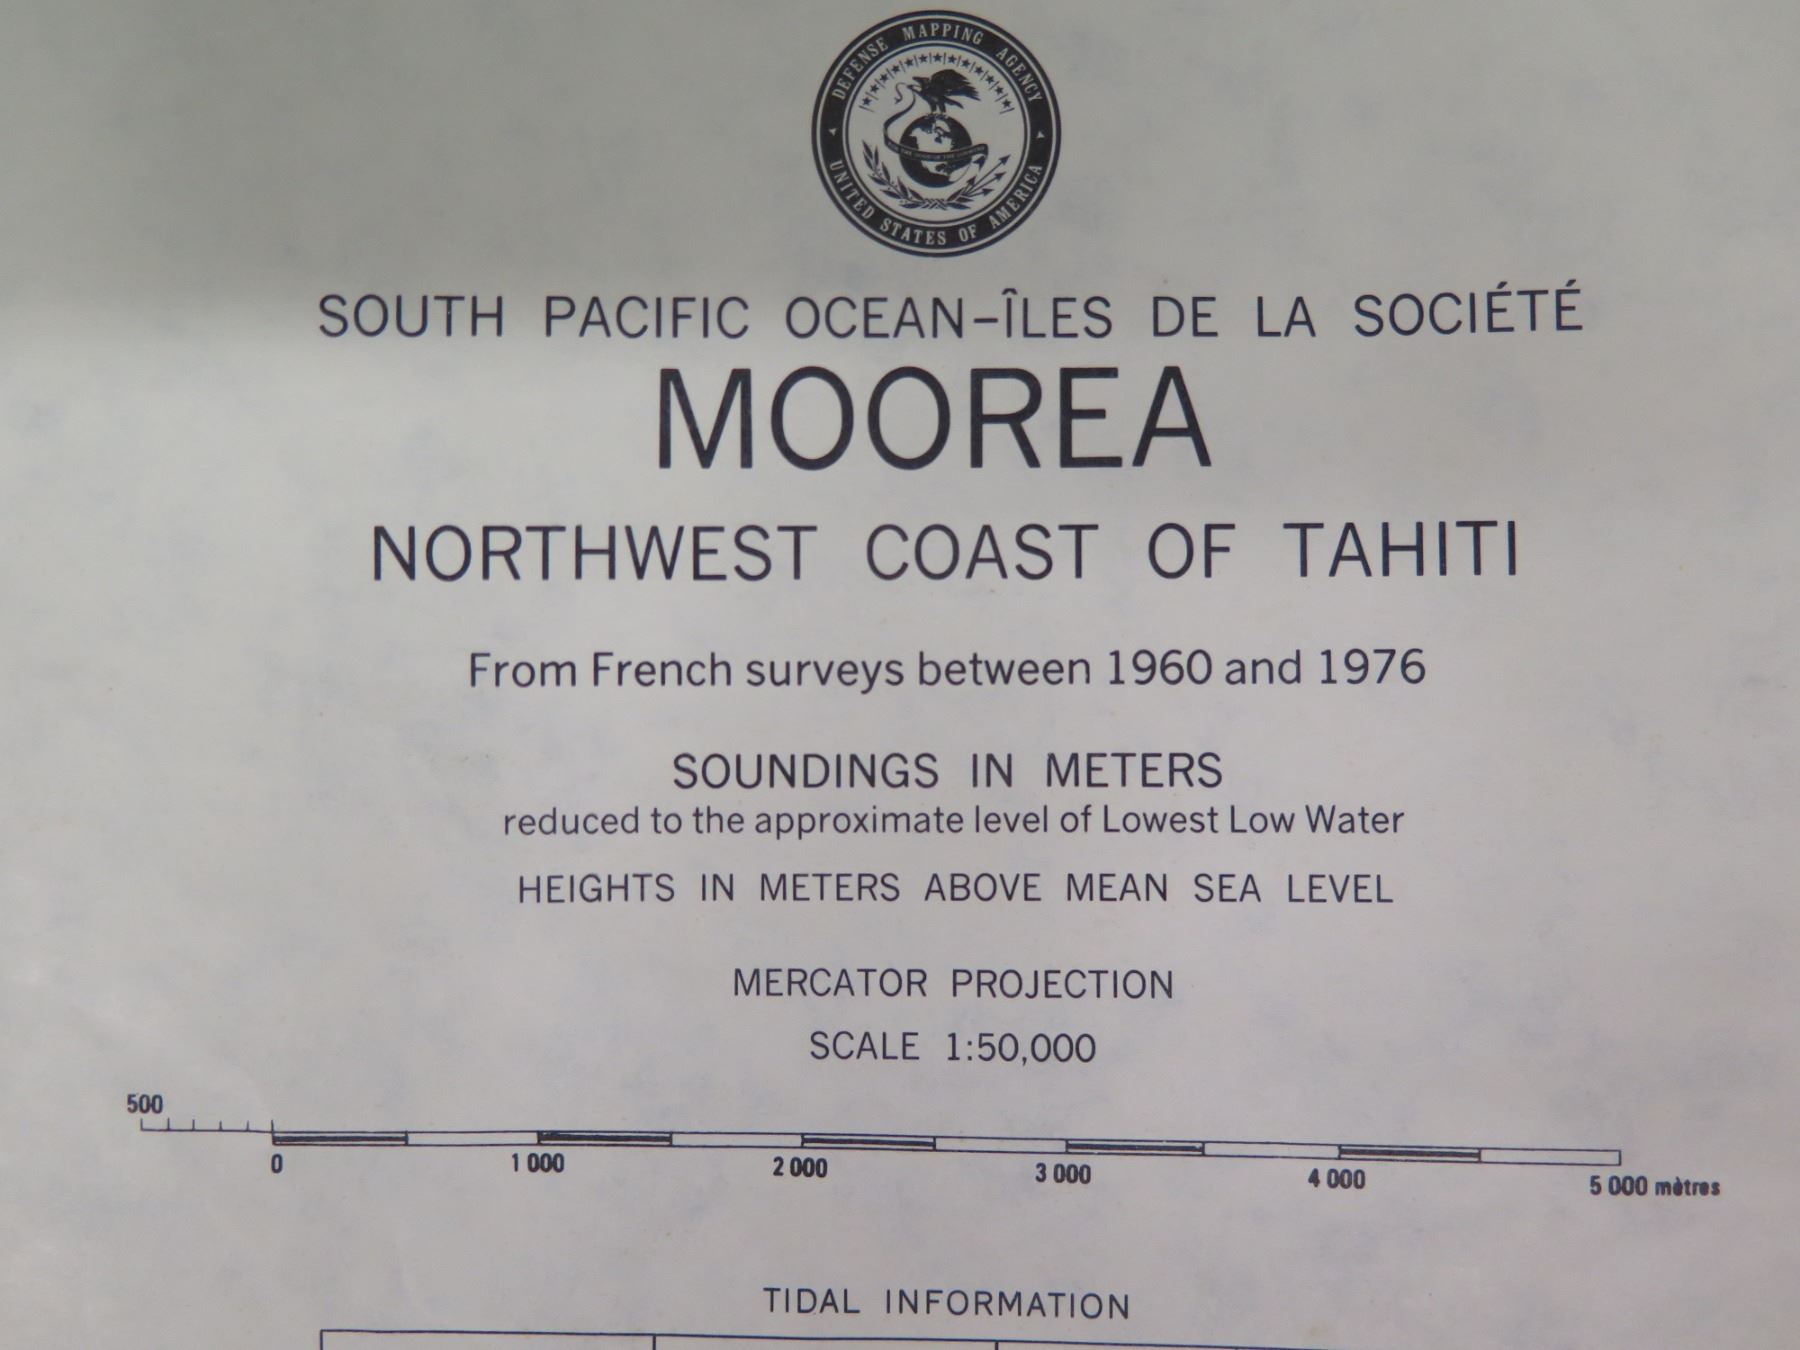 DEFENSE MAPPING AGENCY
UNITED STATES OF AMERICA
SOUTH PACIFIC OCEAN–ÎLES DE LA SOCIÉTÉ
MOOREA
NORTHWEST COAST OF TAHITI
From French surveys between 1960 and 1976
SOUNDINGS IN METERS
reduced to the approximate level of Lowest Low Water
HEIGHTS IN METERS ABOVE MEAN SEA LEVEL
MERCATOR PROJECTION
SCALE 1:50,000
500
0 1 000 2 000 3 000 4 000 5 000 mètres
TIDAL INFORMATION